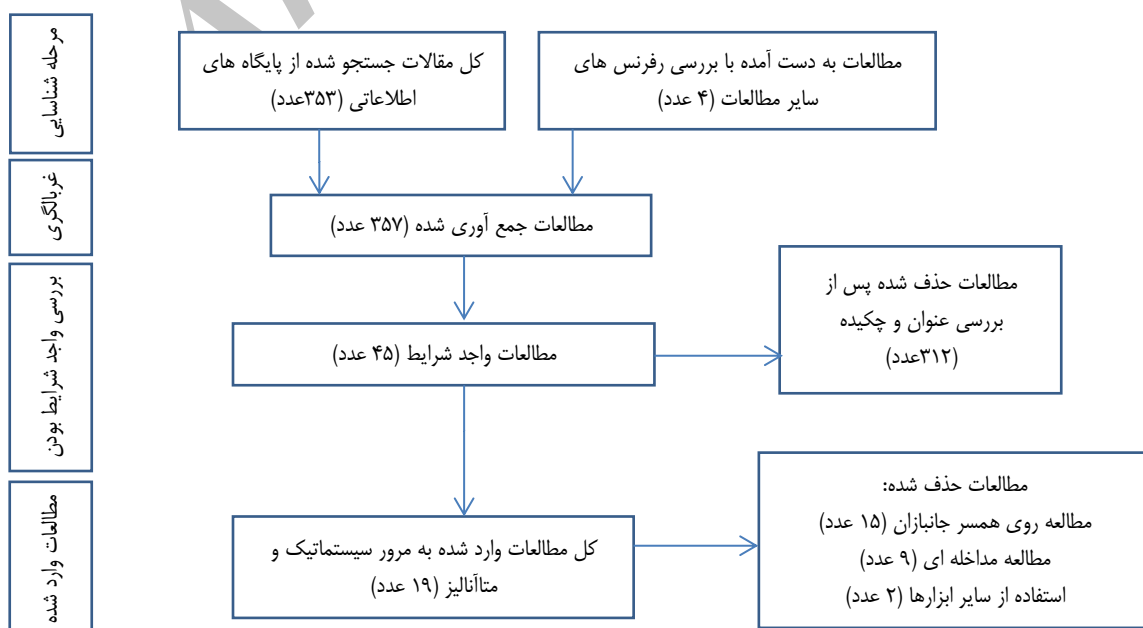 مرحله شناسایی
مطالعات به دست آمده با بررسی رفرنس های
سایر مطالعات (۴ عدد)
کل مقالات جستجو شده از پایگاه های
اطلاعاتی (۳۵۳عدد)
غربالگری
مطالعات جمع آوری شده (۳۵۷ عدد)
بررسی واجد شرایط بودن
مطالعات حذف شده پس از
بررسی عنوان و چکیده
(۳۱۲عدد)
مطالعات واجد شرایط (۴۵ عدد)
مطالعات وارد شده
مطالعات حذف شده:
مطالعه روی همسر جانبازان (۱۵ عدد)
مطالعه مداخله ای (۹ عدد)
استفاده از سایر ابزارها (۲ عدد)
کل مطالعات وارد شده به مرور سیستماتیک و
متاآنالیز (۱۹ عدد)